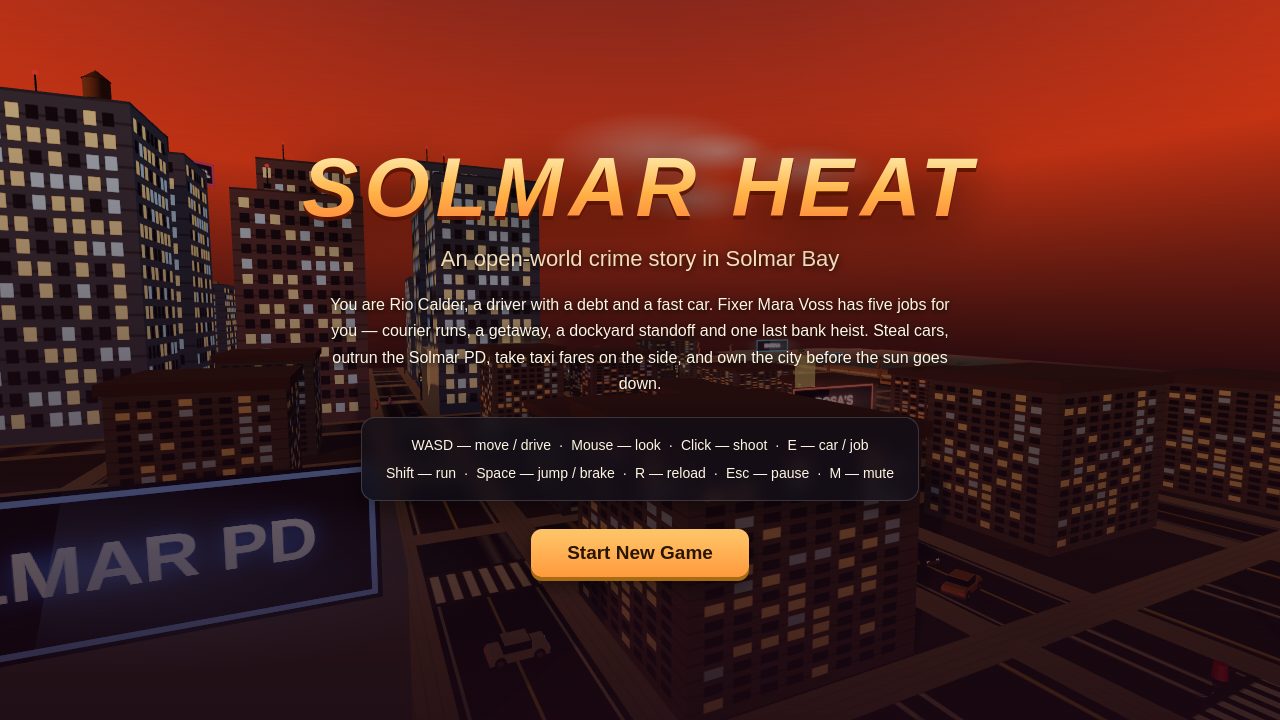 SOLMAR HEAT
An open-world crime story in Solmar Bay
You are Rio Calder, a driver with a debt and a fast car. Fixer Mara Voss has five jobs for
you — courier runs, a getaway, a dockyard standoff and one last bank heist. Steal cars,
outrun the Solmar PD, take taxi fares on the side, and own the city before the sun goes
down.
WASD — move / drive · Mouse — look · Click — shoot · E — car / job
Shift — run · Space — jump / brake · R — reload · Esc — pause · M — mute
LMAR PD
Start New Game